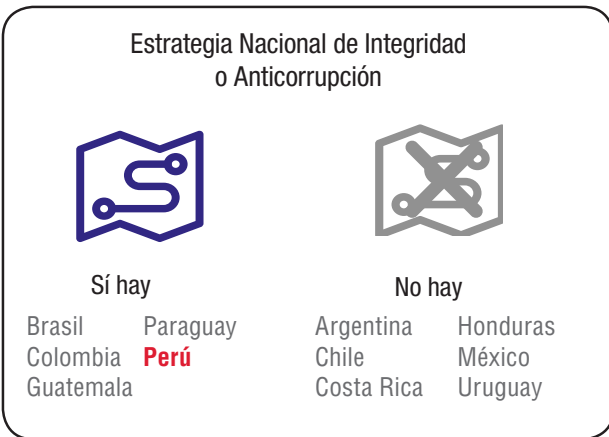 Estrategia Nacional de Integridad
o Anticorrupción
Sí hay
Brasil Paraguay
Colombia Perú
Guatemala
No hay
Argentina Honduras
Chile México
Costa Rica Uruguay